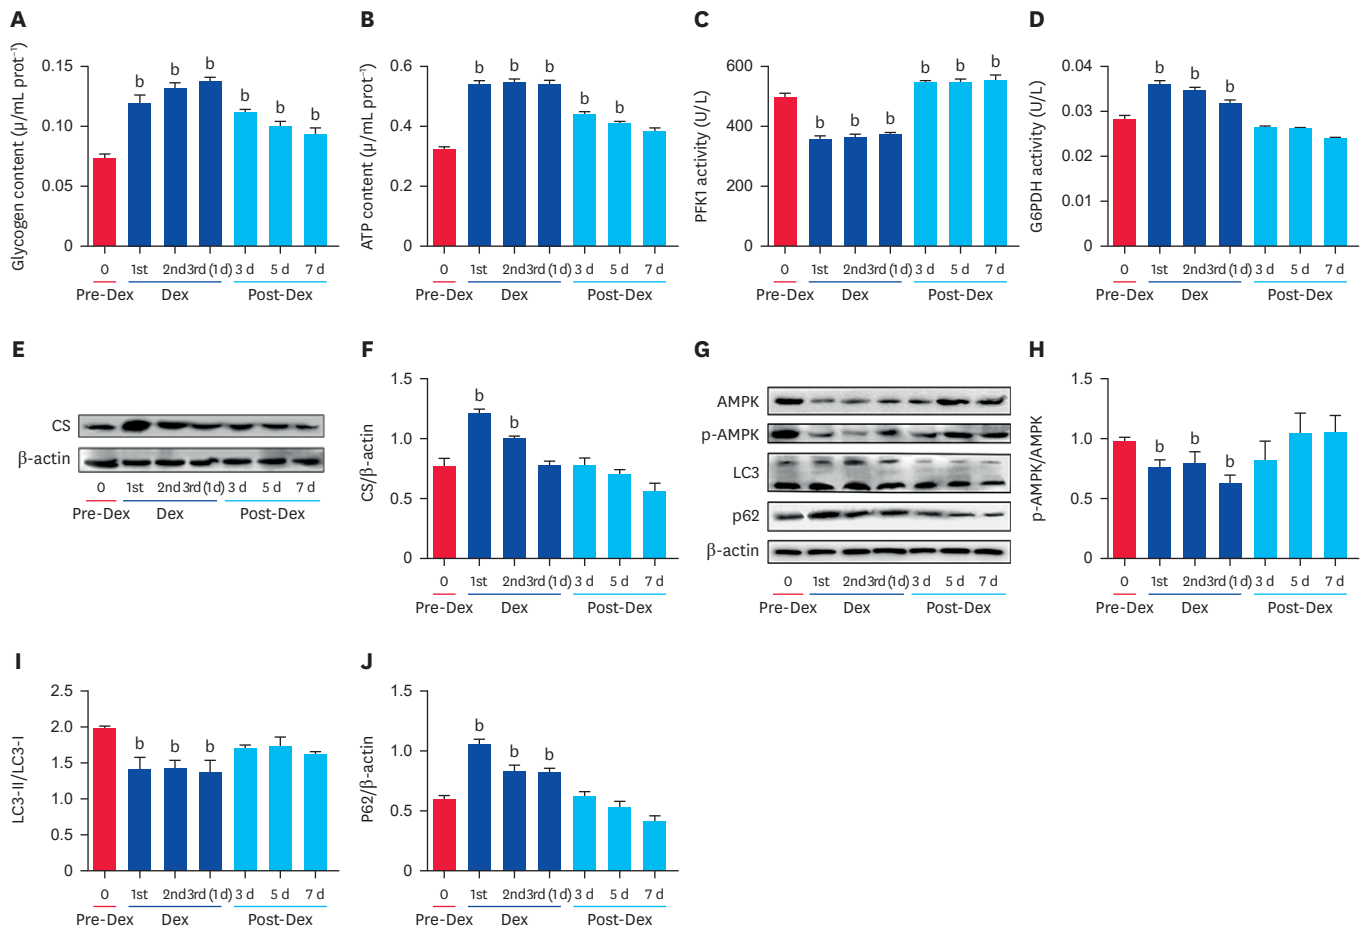 A
Glycogen content (μ/mL prot⁻¹)
0.15
0.10
0.05
0
b
b
b
b
b
b
0 1st 2nd 3rd (1 d) 3 d 5 d 7 d
Pre-Dex Dex Post-Dex
B
ATP content (μ/mL prot⁻¹)
0.6
0.4
0.2
0
b
b
b
b
b
0 1st 2nd 3rd (1 d) 3 d 5 d 7 d
Pre-Dex Dex Post-Dex
C
PFK1 activity (U/L)
600
400
200
0
b
b
b
b
b
b
0 1st 2nd 3rd (1 d) 3 d 5 d 7 d
Pre-Dex Dex Post-Dex
D
G6PDH activity (U/L)
0.04
0.03
0.02
0.01
0
b
b
b
0 1st 2nd 3rd (1 d) 3 d 5 d 7 d
Pre-Dex Dex Post-Dex
E
CS
β-actin
0 1st 2nd 3rd (1 d) 3 d 5 d 7 d
Pre-Dex Dex Post-Dex
F
CS/β-actin
1.5
1.0
0.5
0
b
b
0 1st 2nd 3rd (1 d) 3 d 5 d 7 d
Pre-Dex Dex Post-Dex
G
AMPK
p-AMPK
LC3
p62
β-actin
0 1st 2nd 3rd (1 d) 3 d 5 d 7 d
Pre-Dex Dex Post-Dex
H
p-AMPK/AMPK
1.5
1.0
0.5
0
b
b
b
0 1st 2nd 3rd (1 d) 3 d 5 d 7 d
Pre-Dex Dex Post-Dex
I
LC3-II/LC3-I
2.5
2.0
1.5
1.0
0.5
0
b
b
b
0 1st 2nd 3rd (1 d) 3 d 5 d 7 d
Pre-Dex Dex Post-Dex
J
P62/β-actin
1.5
1.0
0.5
0
b
b
b
0 1st 2nd 3rd (1 d) 3 d 5 d 7 d
Pre-Dex Dex Post-Dex